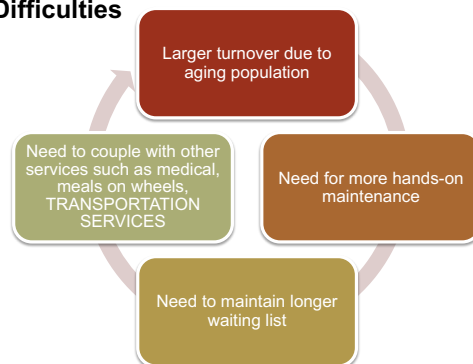 Difficulties
Larger turnover due to
aging population
Need for more hands-on
maintenance
Need to maintain longer
waiting list
Need to couple with other
services such as medical,
meals on wheels,
TRANSPORTATION
SERVICES